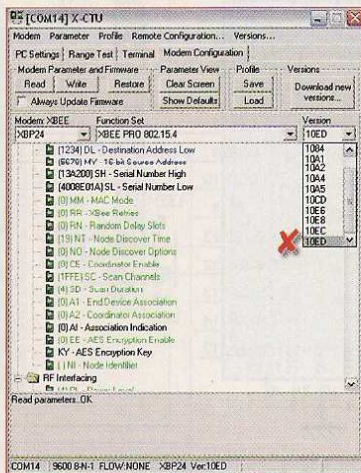 [COM14] X-CTU
Modem Parameter Profile Remote Configuration... Versions...
PC Settings Range Test Terminal Modem Configuration
Modem Parameter and Firmware Parameter View Profile Versions
Read Write Restore Clear Screen Save Download new versions...
Always Update Firmware Show Defaults Load
Modem: XBEE Function Set Version
XBP24 XBEE PRO 802.15.4 10ED
[1234] DL - Destination Address Low
(5678) MY - 16-bit Source Address
(13A200) SH - Serial Number High
(4008E01A) SL - Serial Number Low
(0) MM - MAC Mode
(0) RR - XBee Retries
(0) RN - Random Delay Slots
(19) NT - Node Discover Time
(0) NO - Node Discover Options
(0) CE - Coordinator Enable
(1FFE) SC - Scan Channels
(4) SD - Scan Duration
(0) A1 - End Device Association
(0) A2 - Coordinator Association
(0) AI - Association Indication
(0) EE - AES Encryption Enable
KY - AES Encryption Key
( ) NI - Node Identifier
RF Interfacing
(4) PL - Power Level
1084
10A1
10A2
10A4
10A5
10CD
10E6
10E8
10EC
10ED
Read parameters..OK
COM14 9600 8-N-1 FLOW:NONE XBP24 Ver:10ED